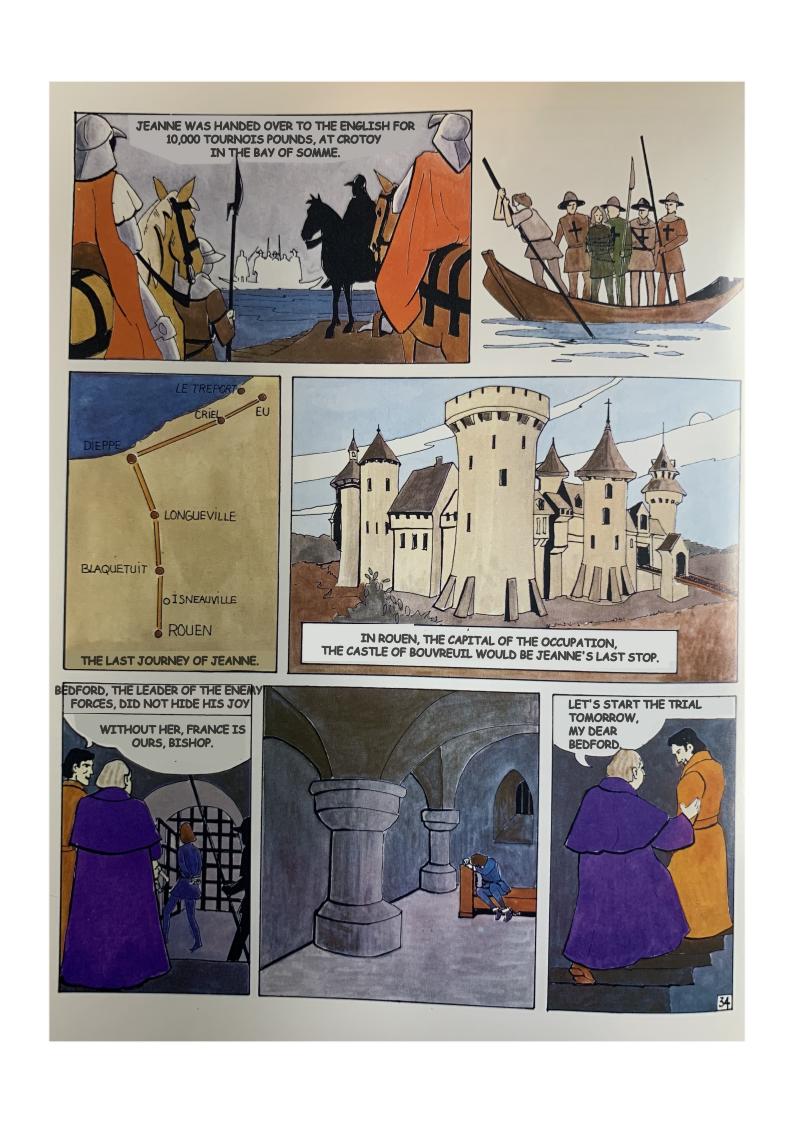 JEANNE WAS HANDED OVER TO THE ENGLISH FOR
10,000 TOURNOIS POUNDS, AT CROTOY
IN THE BAY OF SOMME.
LE TREPORT
CRIEL
EU
DIEPPE
LONGUEVILLE
BLAQUETUIT
ISNEAUVILLE
ROUEN
THE LAST JOURNEY OF JEANNE.
IN ROUEN, THE CAPITAL OF THE OCCUPATION,
THE CASTLE OF BOUVREUIL WOULD BE JEANNE'S LAST STOP.
BEDFORD, THE LEADER OF THE ENEMY
FORCES, DID NOT HIDE HIS JOY
WITHOUT HER, FRANCE IS
OURS, BISHOP.
LET'S START THE TRIAL
TOMORROW,
MY DEAR
BEDFORD.
34